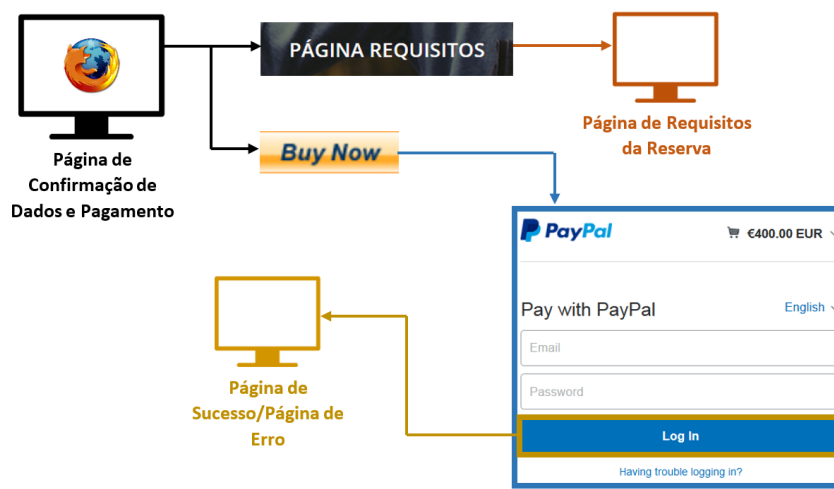 PÁGINA REQUISITOS
Página de Requisitos
da Reserva
Buy Now
Página de
Confirmação de
Dados e Pagamento
PayPal
€400.00 EUR
Pay with PayPal
English
Email
Password
Log In
Having trouble logging in?
Página de
Sucesso/Página de
Erro